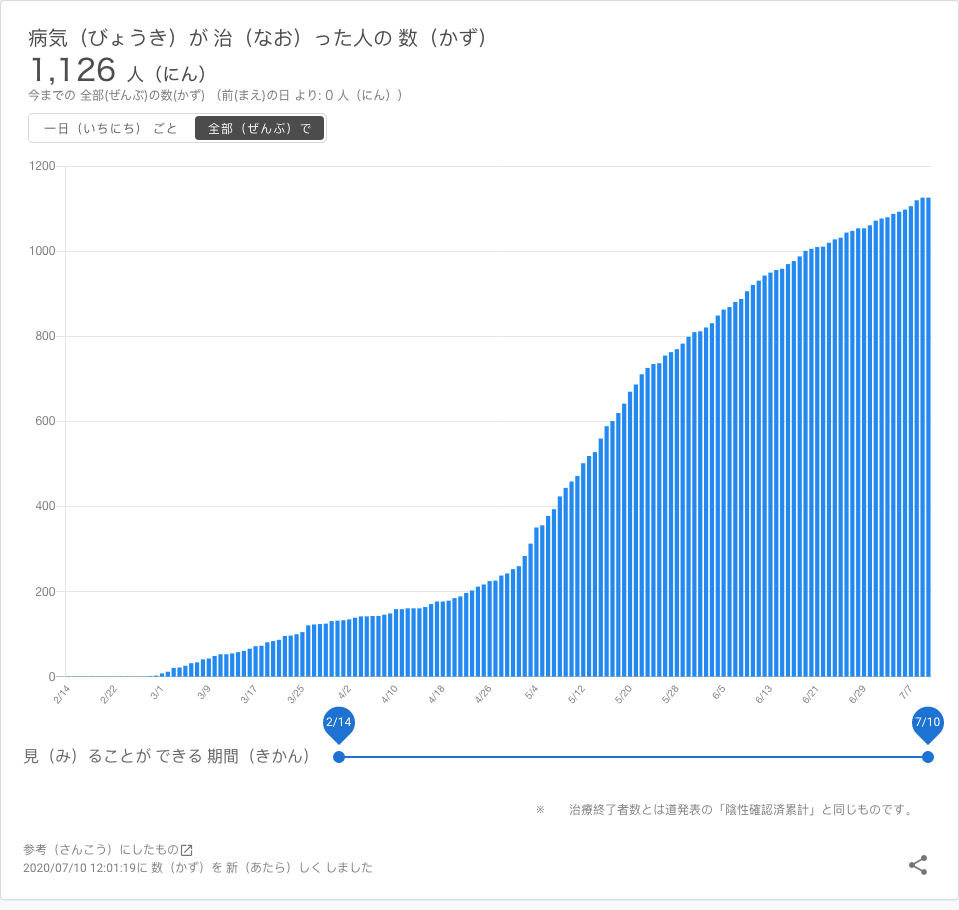 病気（びょうき）が 治（なお）った人の 数（かず）
1,126 人（にん）
今までの 全部(ぜんぶ)の数(かず) （前(まえ)の日 より: 0 人（にん））
一日（いちにち） ごと 全部（ぜんぶ）で
1200
1000
800
600
400
200
0
2/14 2/22 3/1 3/9 3/17 3/25 4/2 4/10 4/18 4/26 5/4 5/12 5/20 5/28 6/5 6/13 6/21 6/29 7/7
2/14 7/10
見（み）ることが できる 期間（きかん）
※ 治療終了者数とは道発表の「陰性確認済累計」と同じものです。
参考（さんこう）にしたもの
2020/07/10 12:01:19に 数（かず）を 新（あたら）しく しました